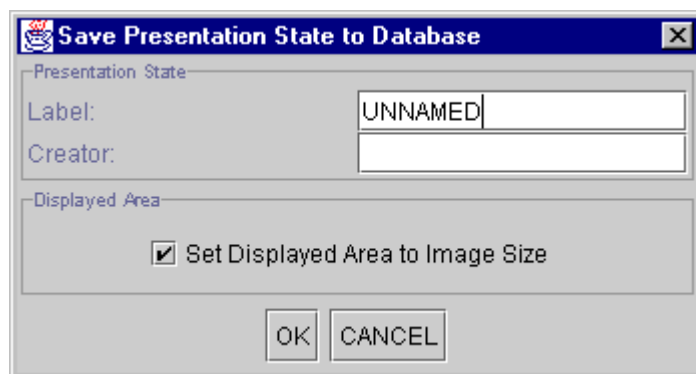 Save Presentation State to Database
Presentation State
Label: UNNAMED
Creator:
Displayed Area
Set Displayed Area to Image Size
OK CANCEL